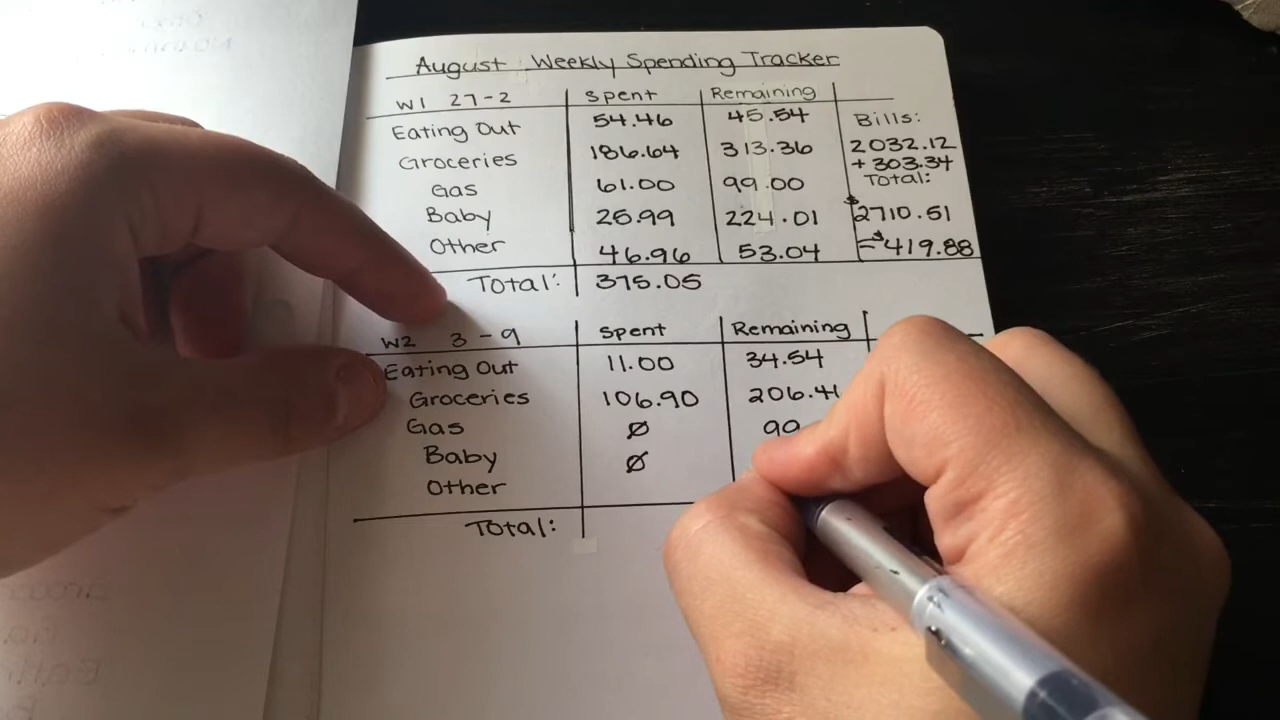 August Weekly Spending Tracker
W1 27-2 Spent Remaining
Eating Out 54.46 45.54 Bills:
Groceries 186.64 313.36 2032.12
+ 303.34
Gas 61.00 99.00 Total:
Baby 25.99 224.01 $2710.51
Other 46.96 53.04 =$419.88
Total: 375.05
W2 3-9 Spent Remaining
Eating Out 11.00 34.54
Groceries 106.90 206.4
Gas Ø 99
Baby Ø
Other
Total: